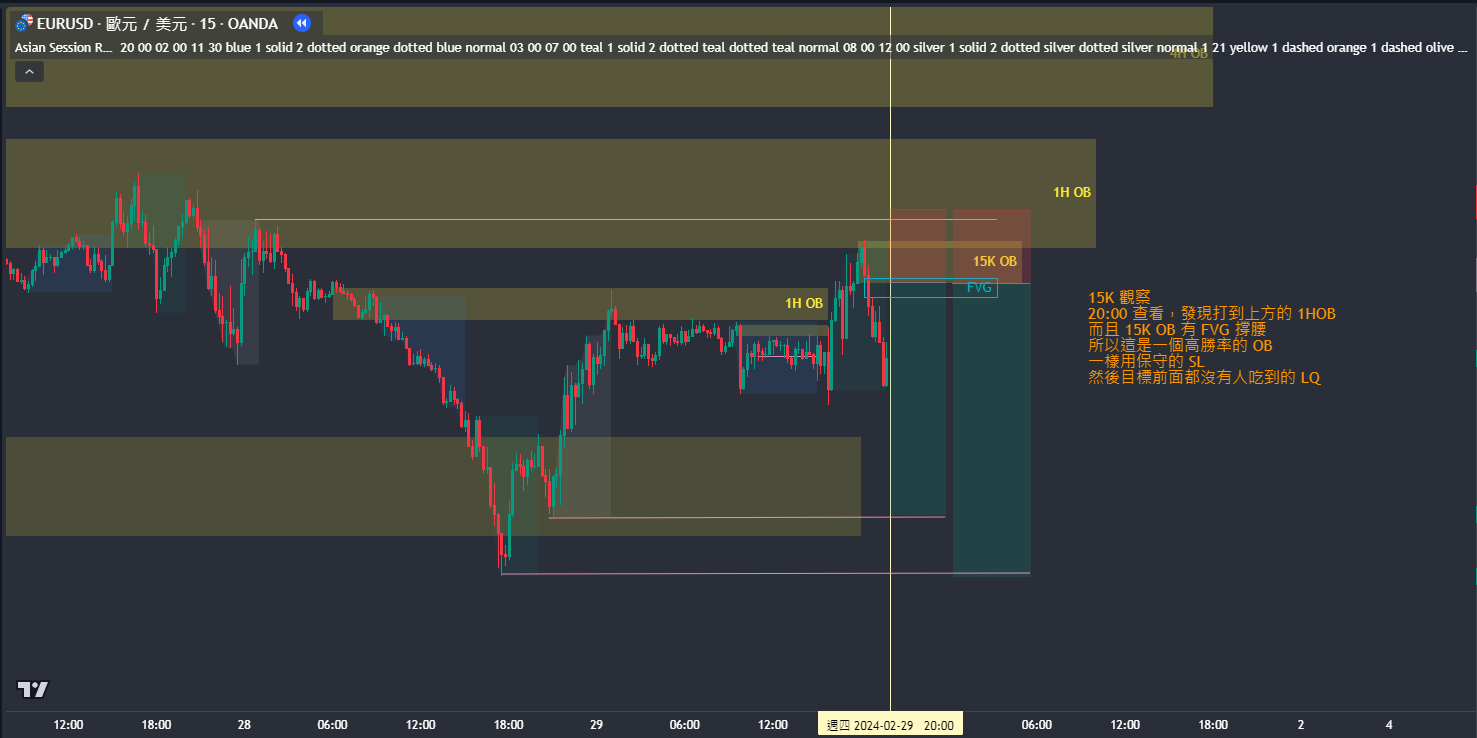 EURUSD · 歐元 / 美元 · 15 · OANDA
Asian Session R... 20 00 02 00 11 30 blue 1 solid 2 dotted orange dotted blue normal 03 00 07 00 teal 1 solid 2 dotted teal dotted teal normal 08 00 12 00 silver 1 solid 2 dotted silver dotted silver normal 1 21 yellow 1 dashed orange 1 dashed olive ...
4H OB
1H OB
15K OB
FVG
1H OB
15K 觀察
20:00 查看，發現打到上方的 1HOB
而且 15K OB 有 FVG 撐腰
所以這是一個高勝率的 OB
一樣用保守的 SL
然後目標前面都沒有人吃到的 LQ
12:00 18:00 28 06:00 12:00 18:00 29 06:00 12:00 週四 2024-02-29 20:00 06:00 12:00 18:00 2 4